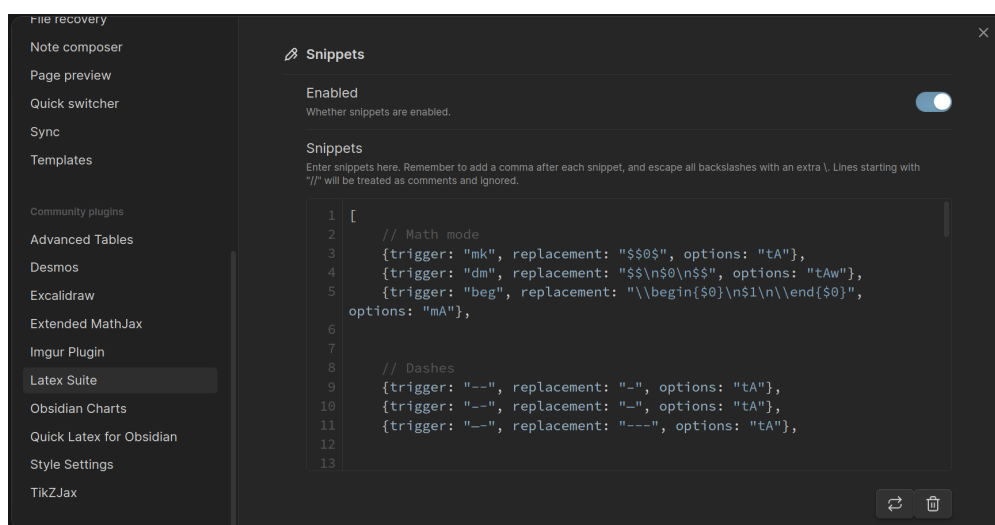 File recovery
Note composer
Page preview
Quick switcher
Sync
Templates
Community plugins
Advanced Tables
Desmos
Excalidraw
Extended MathJax
Imgur Plugin
Latex Suite
Obsidian Charts
Quick Latex for Obsidian
Style Settings
TikZJax
Snippets
Enabled
Whether snippets are enabled.
Snippets
Enter snippets here. Remember to add a comma after each snippet, and escape all backslashes with an extra \. Lines starting with
"//" will be treated as comments and ignored.
1 [
2 // Math mode
3 {trigger: "mk", replacement: "$$0$", options: "tA"},
4 {trigger: "dm", replacement: "$$\n$0\n$$", options: "tAw"},
5 {trigger: "beg", replacement: "\\begin{$0}\n$1\n\\end{$0}",
options: "mA"},
6
7
8 // Dashes
9 {trigger: "--", replacement: "–", options: "tA"},
10 {trigger: "–-", replacement: "—", options: "tA"},
11 {trigger: "—-", replacement: "---", options: "tA"},
12
13